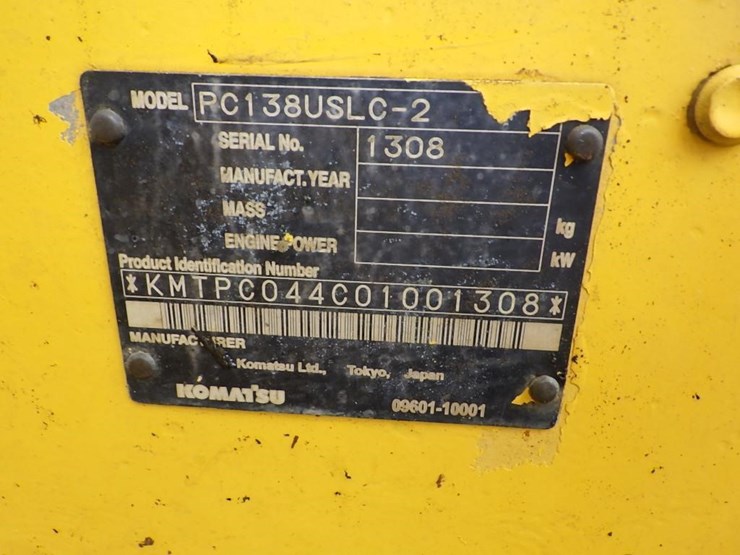 MODEL PC138USLC-2
SERIAL No. 1308
MANUFACT. YEAR
MASS kg
ENGINE POWER kW
Product Identification Number
*KMTPC044C01001308*
MANUFACTURER
Komatsu Ltd., Tokyo, Japan
KOMATSU 09601-10001